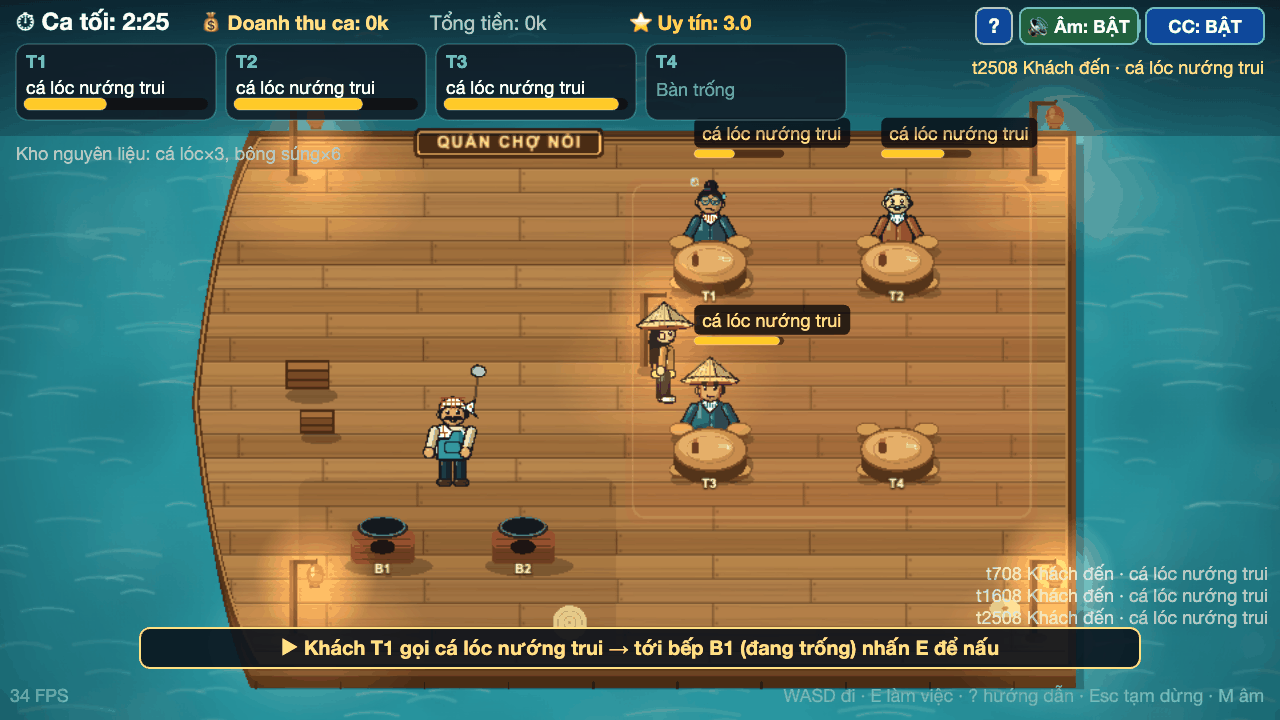 ⏱ Ca tối: 2:25
💰 Doanh thu ca: 0k
Tổng tiền: 0k
⭐ Uy tín: 3.0
?
🔊 Âm: BẬT
CC: BẬT
T1
cá lóc nướng trui
T2
cá lóc nướng trui
T3
cá lóc nướng trui
T4
Bàn trống
t2508 Khách đến · cá lóc nướng trui
Kho nguyên liệu: cá lóc×3, bông súng×6
QUÁN CHỢ NỔI
cá lóc nướng trui
cá lóc nướng trui
T1
T2
cá lóc nướng trui
T3
T4
B1
B2
t708 Khách đến · cá lóc nướng trui
t1608 Khách đến · cá lóc nướng trui
t2508 Khách đến · cá lóc nướng trui
▶ Khách T1 gọi cá lóc nướng trui → tới bếp B1 (đang trống) nhấn E để nấu
34 FPS
WASD đi · E làm việc · ? hướng dẫn · Esc tạm dừng · M âm